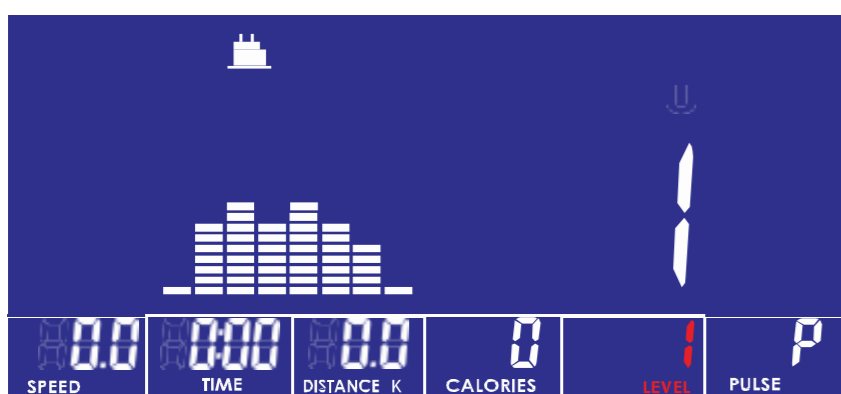 1
0.0 0:00 0.0 0 1 P
SPEED TIME DISTANCE K CALORIES LEVEL PULSE